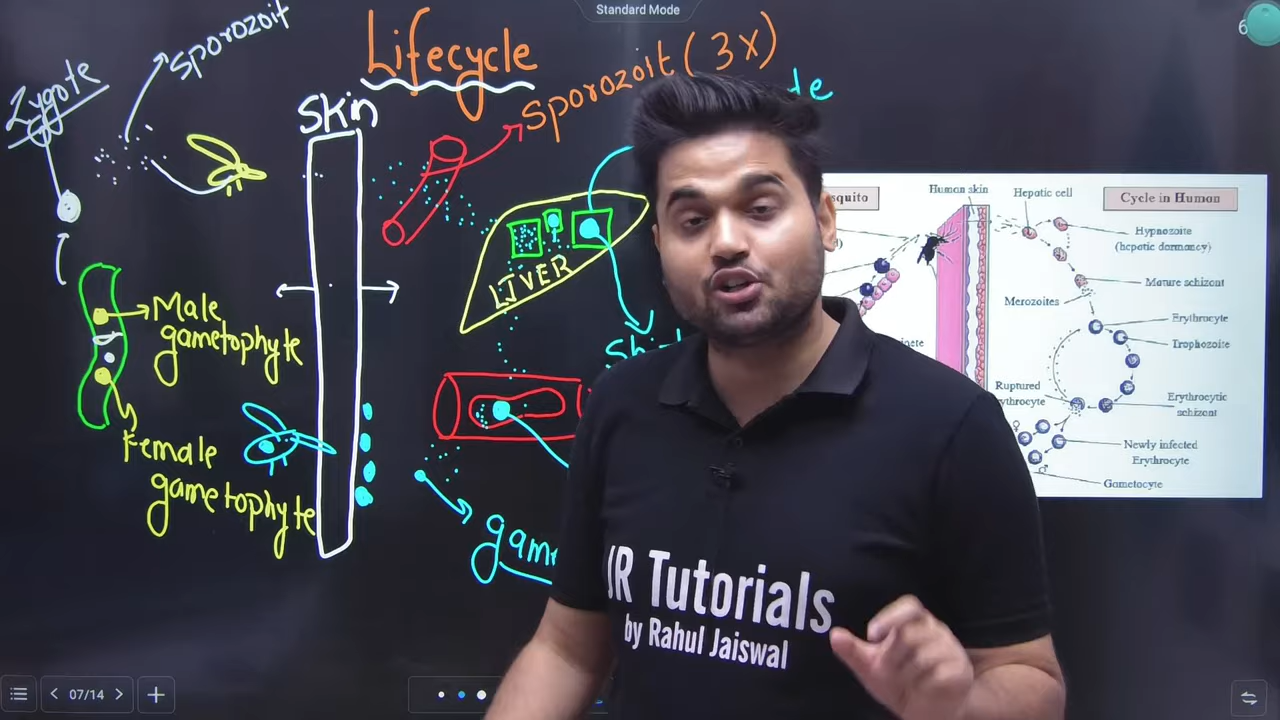 Standard Mode
6
Lifecycle
Sporozoit
Sporozoit (3x)
Zygote
Skin
LIVER
Male
gametophyte
Female
gametophyte
Human skin
Hepatic cell
Cycle in Human
Hypnozoite
(hepatic dormancy)
Mature schizont
Merozoites
Erythrocyte
Trophozoite
Ruptured
Erythrocytic
schizont
Newly infected
Erythrocyte
Gametocyte
JR Tutorials
by Rahul Jaiswal
07/14